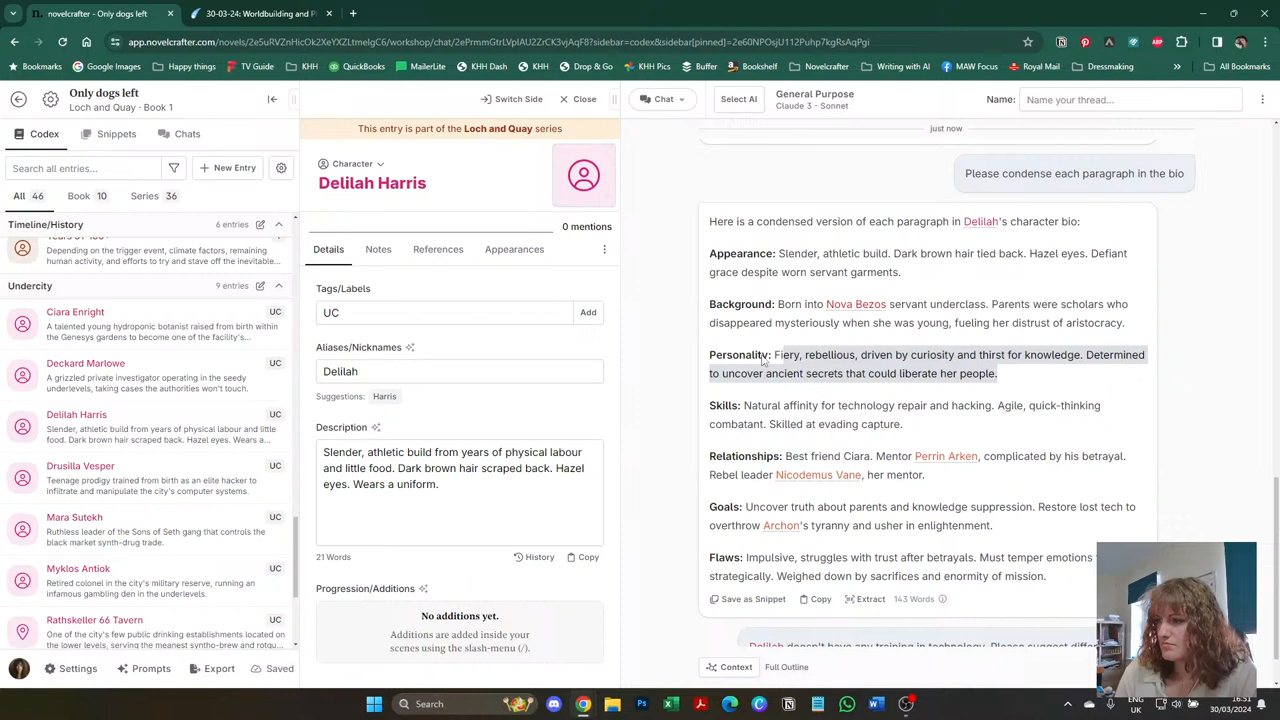 novelcrafter - Only dogs left
30-03-24: Worldbuilding and P
app.novelcrafter.com/novels/2e5uRVZnHicOk2XeYXZLtmelgC6/workshop/chat/2ePrmmGtrLVpIAU2ZrCK3vjAqF8?sidebar=codex&sidebar[pinned]=2e60NPOsjU112Puhp7kgRsAqPgi
Bookmarks
Google Images
Happy things
TV Guide
KHH
QuickBooks
MailerLite
KHH
Drop & Go
KHH Pics
Buffer
Bookshelf
Nordic Tracking
KHH FB
MAW Focus
Dressmaking
All Bookmarks
Only dogs left
Loch and Quay - Book 1
Codex
Snippets
Chats
Search all entries...
+ New Entry
All 46
Book 10
Series 36
Timeline/History
6 entries
Depending on the trigger event, climate factors, remaining
human activity, and efforts to try and stave off the inevitable...
Undercity
9 entries
Ciara Enright
UC
A talented young hydroponic botanist raised from birth within
the Genesys gardens to become one of the facility's...
Deckard Marlowe
UC
A grizzled private investigator operating in the seedy
underlevels, taking cases the authorities won't touch.
Delilah Harris
UC
Slender, athletic build from years of physical labour and little
food. Dark brown hair scraped back. Hazel eyes. Wears a...
Drusilla Vesper
UC
Teenage prodigy trained from birth as an elite hacker to
infiltrate and manipulate the city's computer systems.
Mara Sutekh
UC
Ruthless leader of the Sons of Seth gang that controls the
black market synth-drug trade.
Myklos Antiok
UC
Retired colonel in the city's military reserve, running an
infamous gambling den in the underlevels.
Rathskeller 66 Tavern
UC
One of the city's few public drinking establishments located on
the lower levels, serving the meanest syntho-brew and rotgu...
Settings
Prompts
Export
Saved
Switch Side
Close
This entry is part of the Loch and Quay series
Character
Delilah Harris
0 mentions
Details
Notes
References
Appearances
Tags/Labels
UC
Add
Aliases/Nicknames
Delilah
Suggestions: Harris
Description
Slender, athletic build from years of physical labour
and little food. Dark brown hair scraped back. Hazel
eyes. Wears a uniform.
21 Words
History
Copy
Progression/Additions
No additions yet.
Additions are added inside your
scenes using the slash-menu (/).
Chat
Select AI
General Purpose
Claude 3 - Sonnet
Name:
Name your thread...
just now
Please condense each paragraph in the bio
Here is a condensed version of each paragraph in Delilah's character bio:
Appearance: Slender, athletic build. Dark brown hair tied back. Hazel eyes. Defiant
grace despite worn servant garments.
Background: Born into Nova Bezos servant underclass. Parents were scholars who
disappeared mysteriously when she was young, fueling her distrust of aristocracy.
Personality: Fiery, rebellious, driven by curiosity and thirst for knowledge. Determined
to uncover ancient secrets that could liberate her people.
Skills: Natural affinity for technology repair and hacking. Agile, quick-thinking
combatant. Skilled at evading capture.
Relationships: Best friend Ciara. Mentor Perrin Arken, complicated by his betrayal.
Rebel leader Nicodemus Vane, her mentor.
Goals: Uncover truth about parents and knowledge suppression. Restore lost tech to
overthrow Archon's tyranny and usher in enlightenment.
Flaws: Impulsive, struggles with trust after betrayals. Must temper emotions
strategically. Weighed down by sacrifices and enormity of mission.
Save as Snippet
Copy
Extract
143 Words
Delilah doesn't have any training in technology. Please suggest differ
Context
Full Outline
Search
ENG
UK
16:51
30/03/2024